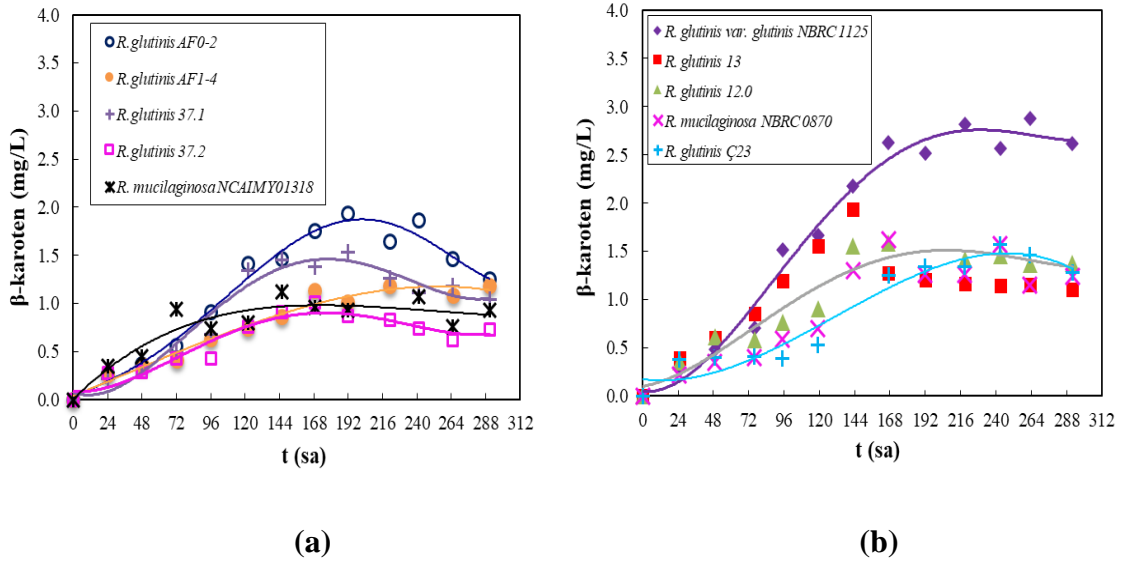 4.0
3.5
3.0
2.5
2.0
1.5
1.0
0.5
0.0
β-karoten (mg/L)
R.glutinis AF0-2
R.glutinis AF1-4
R.glutinis 37.1
R.glutinis 37.2
R. mucilaginosa NCAIMY01318
0 24 48 72 96 120 144 168 192 216 240 264 288 312
t (sa)
(a)
4.0
3.5
3.0
2.5
2.0
1.5
1.0
0.5
0.0
β-karoten (mg/L)
R. glutinis var. glutinis NBRC 1125
R. glutinis 13
R. glutinis 12.0
R. mucilaginosa NBRC 0870
R. glutinis Ç23
0 24 48 72 96 120 144 168 192 216 240 264 288 312
t (sa)
(b)